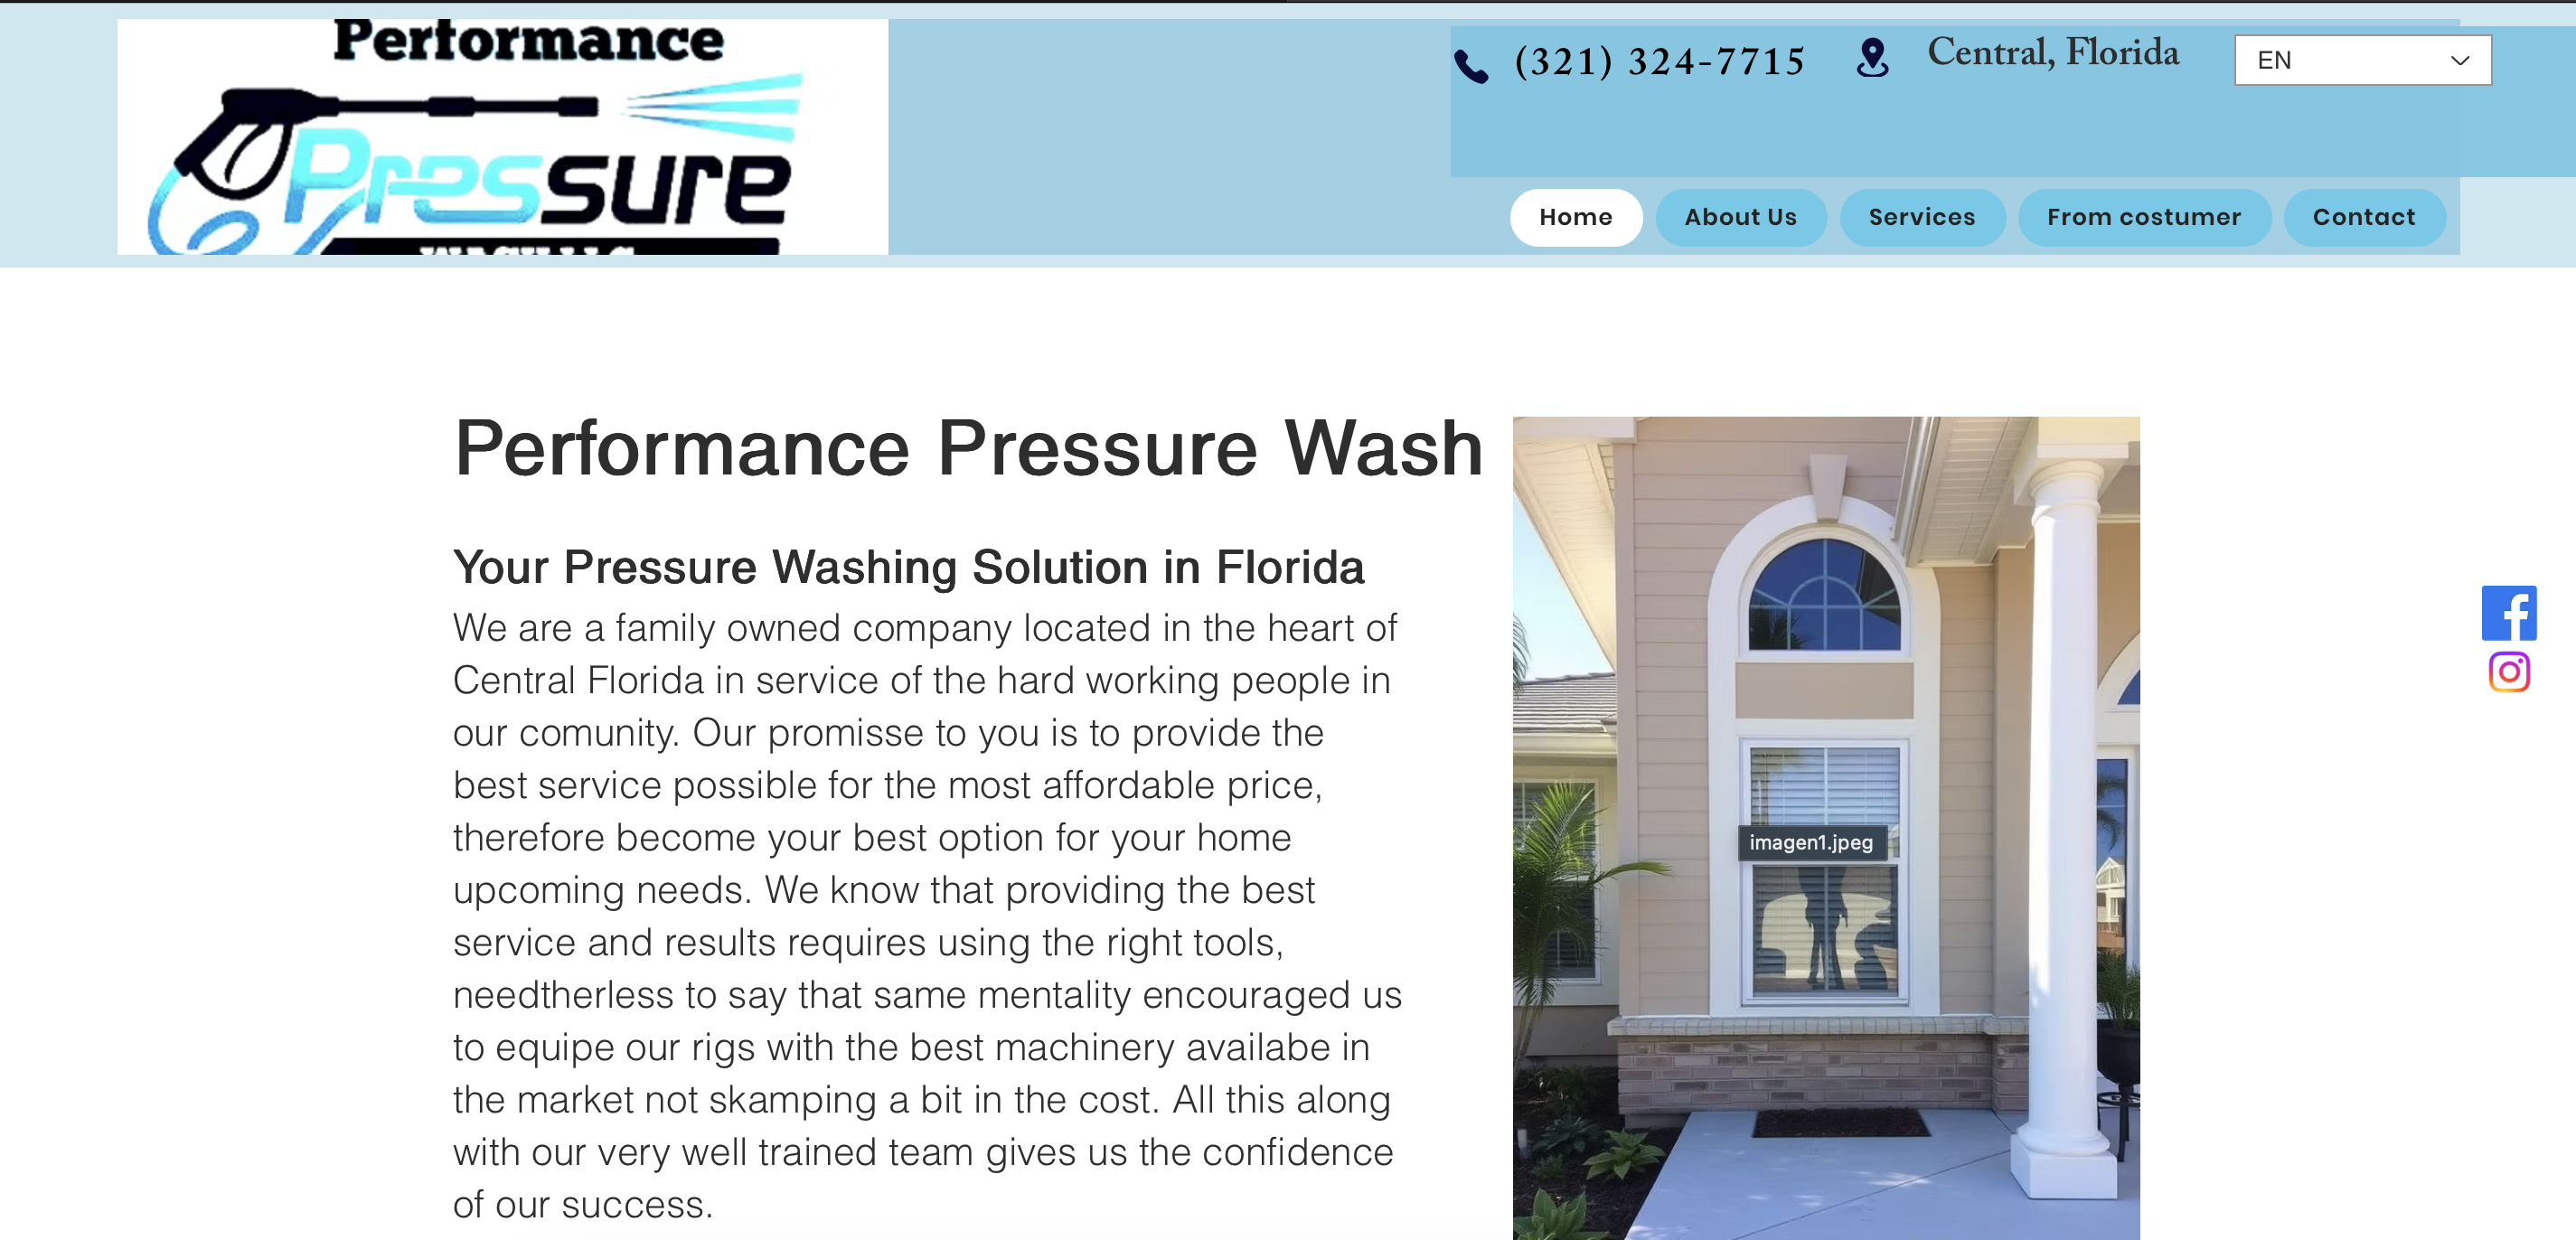 Performance
Pressure
(321) 324-7715
Central, Florida
EN
Home
About Us
Services
From costumer
Contact
Performance Pressure Wash
Your Pressure Washing Solution in Florida
We are a family owned company located in the heart of
Central Florida in service of the hard working people in
our comunity. Our promisse to you is to provide the
best service possible for the most affordable price,
therefore become your best option for your home
upcoming needs. We know that providing the best
service and results requires using the right tools,
needtherless to say that same mentality encouraged us
to equipe our rigs with the best machinery availabe in
the market not skamping a bit in the cost. All this along
with our very well trained team gives us the confidence
of our success.
imagen1.jpeg